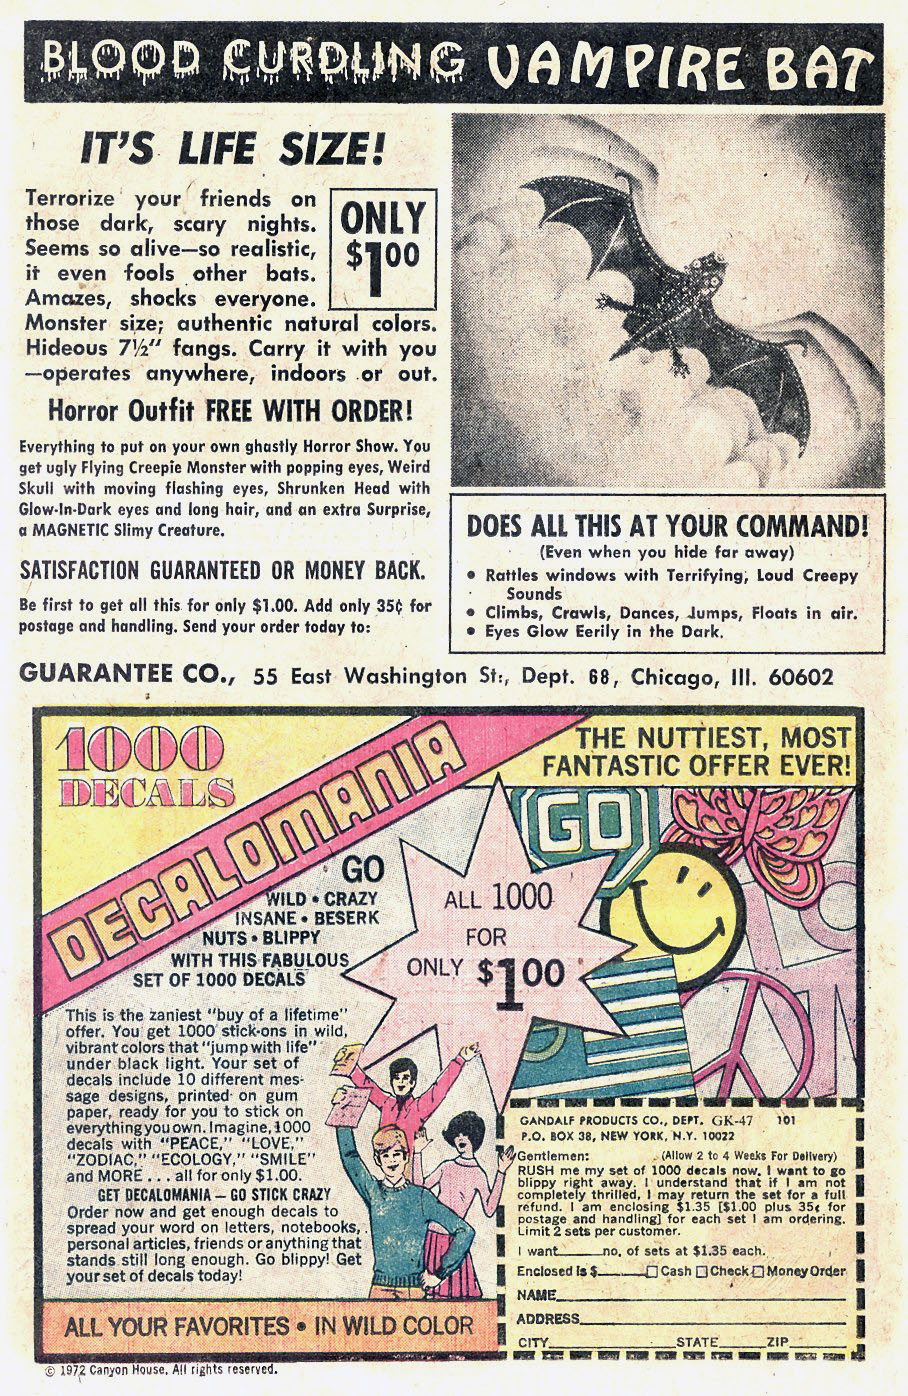 BLOOD CURDLING VAMPIRE BAT
IT'S LIFE SIZE!
Terrorize your friends on
those dark, scary nights.
Seems so alive—so realistic,
it even fools other bats.
Amazes, shocks everyone.
Monster size; authentic natural colors.
Hideous 7½" fangs. Carry it with you
—operates anywhere, indoors or out.
ONLY
$1.00
Horror Outfit FREE WITH ORDER!
Everything to put on your own ghastly Horror Show. You
get ugly Flying Creepie Monster with popping eyes, Weird
Skull with moving flashing eyes, Shrunken Head with
Glow-In-Dark eyes and long hair, and an extra Surprise,
a MAGNETIC Slimy Creature.
SATISFACTION GUARANTEED OR MONEY BACK.
Be first to get all this for only $1.00. Add only 35¢ for
postage and handling. Send your order today to:
DOES ALL THIS AT YOUR COMMAND!
(Even when you hide far away)
• Rattles windows with Terrifying, Loud Creepy
Sounds
• Climbs, Crawls, Dances, Jumps, Floats in air.
• Eyes Glow Eerily in the Dark.
GUARANTEE CO., 55 East Washington St., Dept. 68, Chicago, Ill. 60602
1000
DECALS
DECALOMANIA
THE NUTTIEST, MOST
FANTASTIC OFFER EVER!
GO
WILD • CRAZY
INSANE • BESERK
NUTS • BLIPPY
WITH THIS FABULOUS
SET OF 1000 DECALS
ALL 1000
FOR
ONLY $1.00
GO
This is the zaniest "buy of a lifetime"
offer. You get 1000 stick-ons in wild,
vibrant colors that "jump with life"
under black light. Your set of
decals include 10 different mes-
sage designs, printed on gum
paper, ready for you to stick on
everything you own. Imagine, 1000
decals with "PEACE," "LOVE,"
"ZODIAC," "ECOLOGY," "SMILE"
and MORE . . . all for only $1.00.
GET DECALOMANIA — GO STICK CRAZY
Order now and get enough decals to
spread your word on letters, notebooks,
personal articles, friends or anything that
stands still long enough. Go blippy! Get
your set of decals today!
ALL YOUR FAVORITES • IN WILD COLOR
GANDALF PRODUCTS CO., DEPT. GK-47 101
P.O. BOX 38, NEW YORK, N.Y. 10022
Gentlemen: (Allow 2 to 4 Weeks For Delivery)
RUSH me my set of 1000 decals now. I want to go
blippy right away. I understand that if I am not
completely thrilled, I may return the set for a full
refund. I am enclosing $1.35 [$1.00 plus 35¢ for
postage and handling] for each set I am ordering.
Limit 2 sets per customer.
I want____no. of sets at $1.35 each.
Enclosed is $____ □ Cash □ Check □ Money Order
NAME____
ADDRESS____
CITY____STATE____ZIP____
© 1972 Canyon House. All rights reserved.